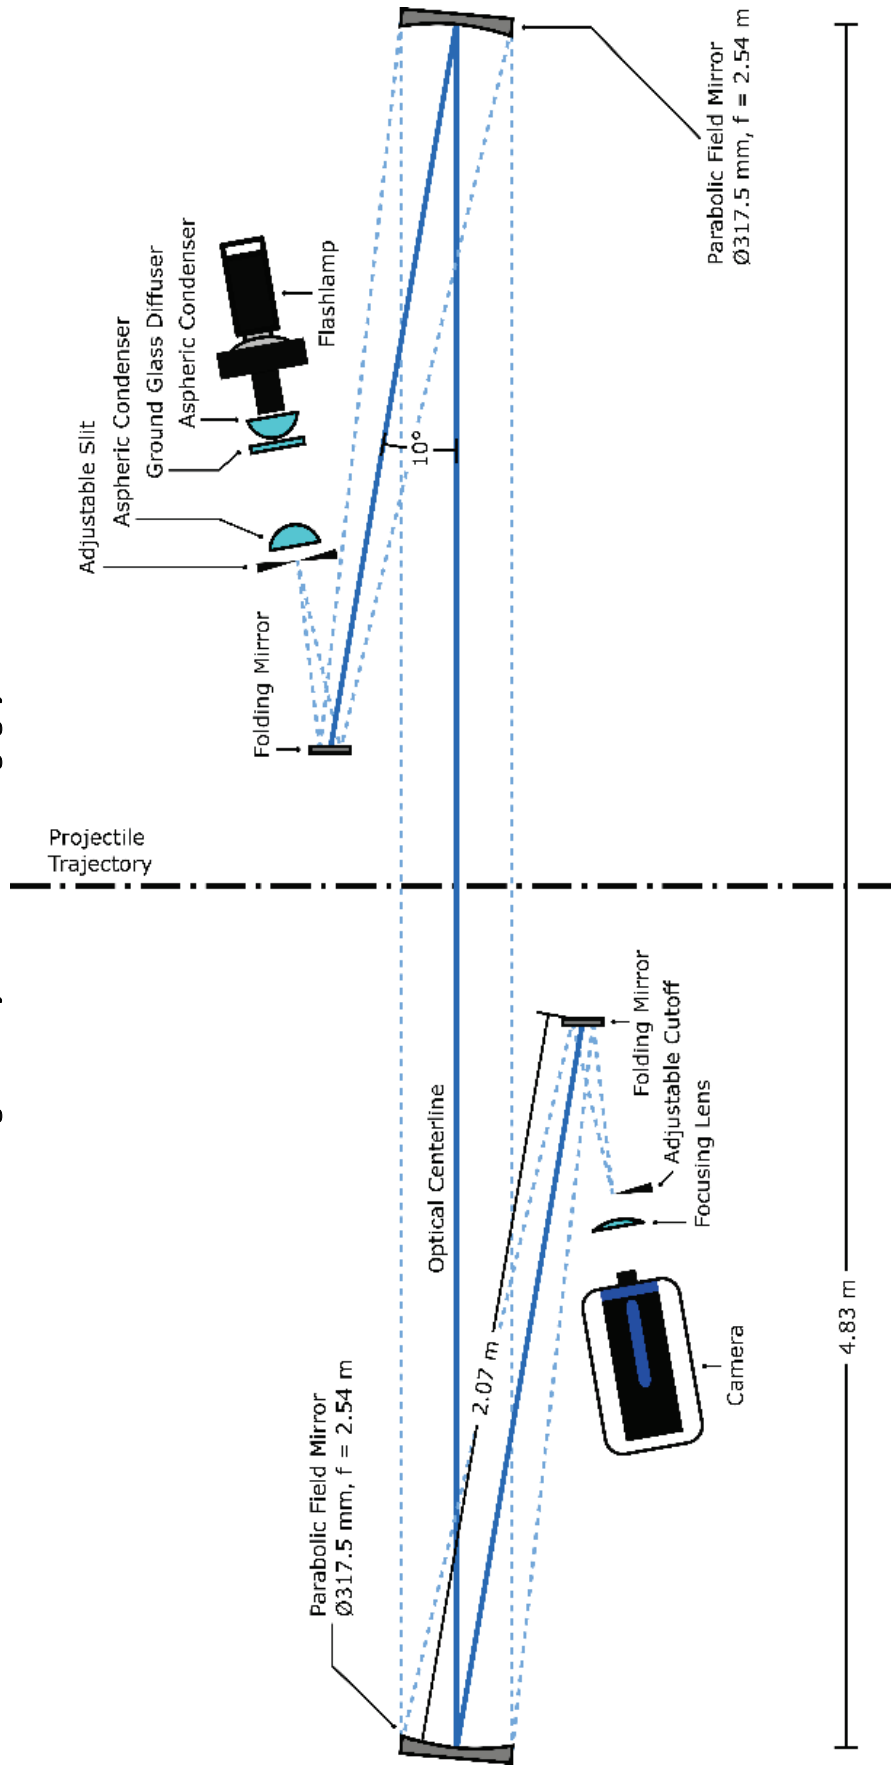 Parabolic Field Mirror
Ø317.5 mm, f = 2.54 m
Adjustable Slit
Aspheric Condenser
Ground Glass Diffuser
Aspheric Condenser
Flashlamp
Folding Mirror
10°
Projectile
Trajectory
Optical Centerline
Folding Mirror
Adjustable Cutoff
Focusing Lens
2.07 m
Camera
4.83 m
Parabolic Field Mirror
Ø317.5 mm, f = 2.54 m